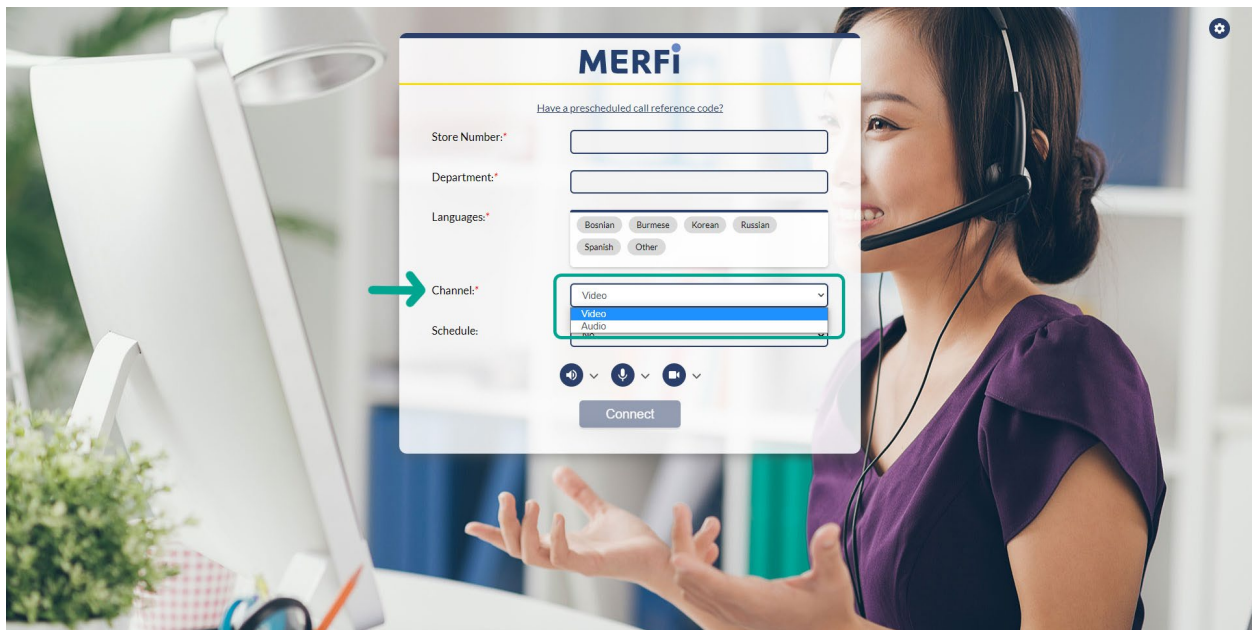 MERFi
Have a prescheduled call reference code?
Store Number:*
Department:*
Languages:*
Bosnian Burmese Korean Russian
Spanish Other
Channel:*
Video
Video
Audio
Schedule:
No
Connect